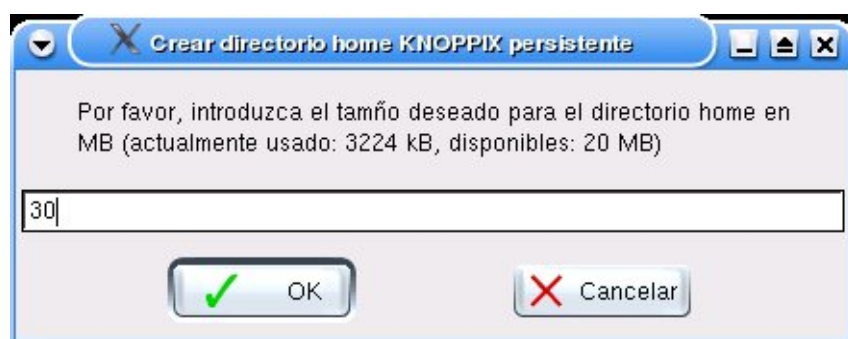 Crear directorio home KNOPPIX persistente
Por favor, introduzca el tamño deseado para el directorio home en
MB (actualmente usado: 3224 kB, disponibles: 20 MB)
30
OK
Cancelar